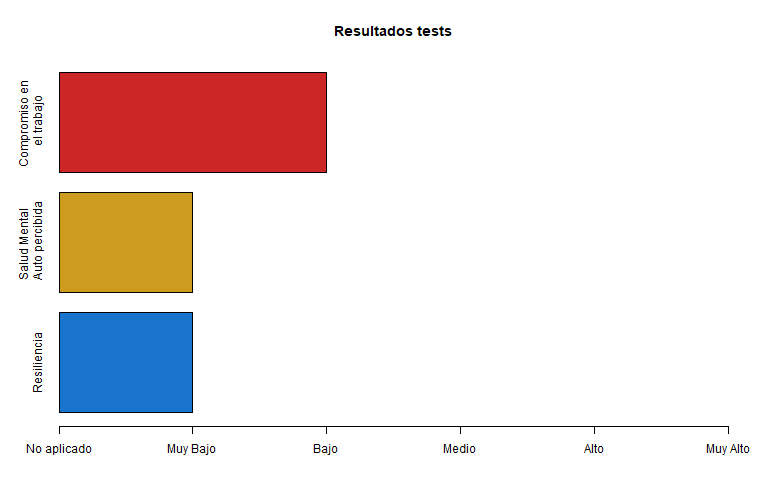 Resultados tests
Compromiso en
el trabajo
Salud Mental
Auto percibida
Resiliencia
No aplicado
Muy Bajo
Bajo
Medio
Alto
Muy Alto